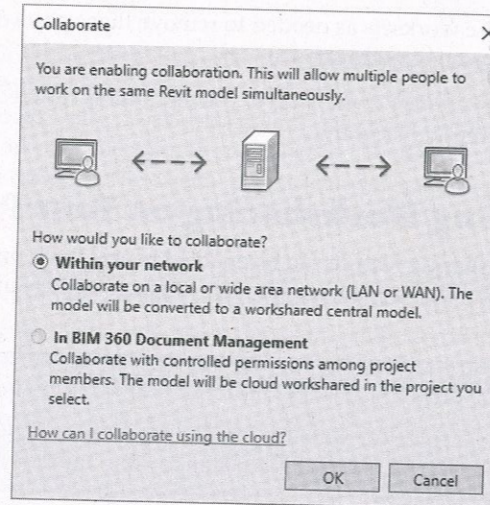 Collaborate
You are enabling collaboration. This will allow multiple people to
work on the same Revit model simultaneously.
How would you like to collaborate?
Within your network
Collaborate on a local or wide area network (LAN or WAN). The
model will be converted to a workshared central model.
In BIM 360 Document Management
Collaborate with controlled permissions among project
members. The model will be cloud workshared in the project you
select.
How can I collaborate using the cloud?
OK Cancel